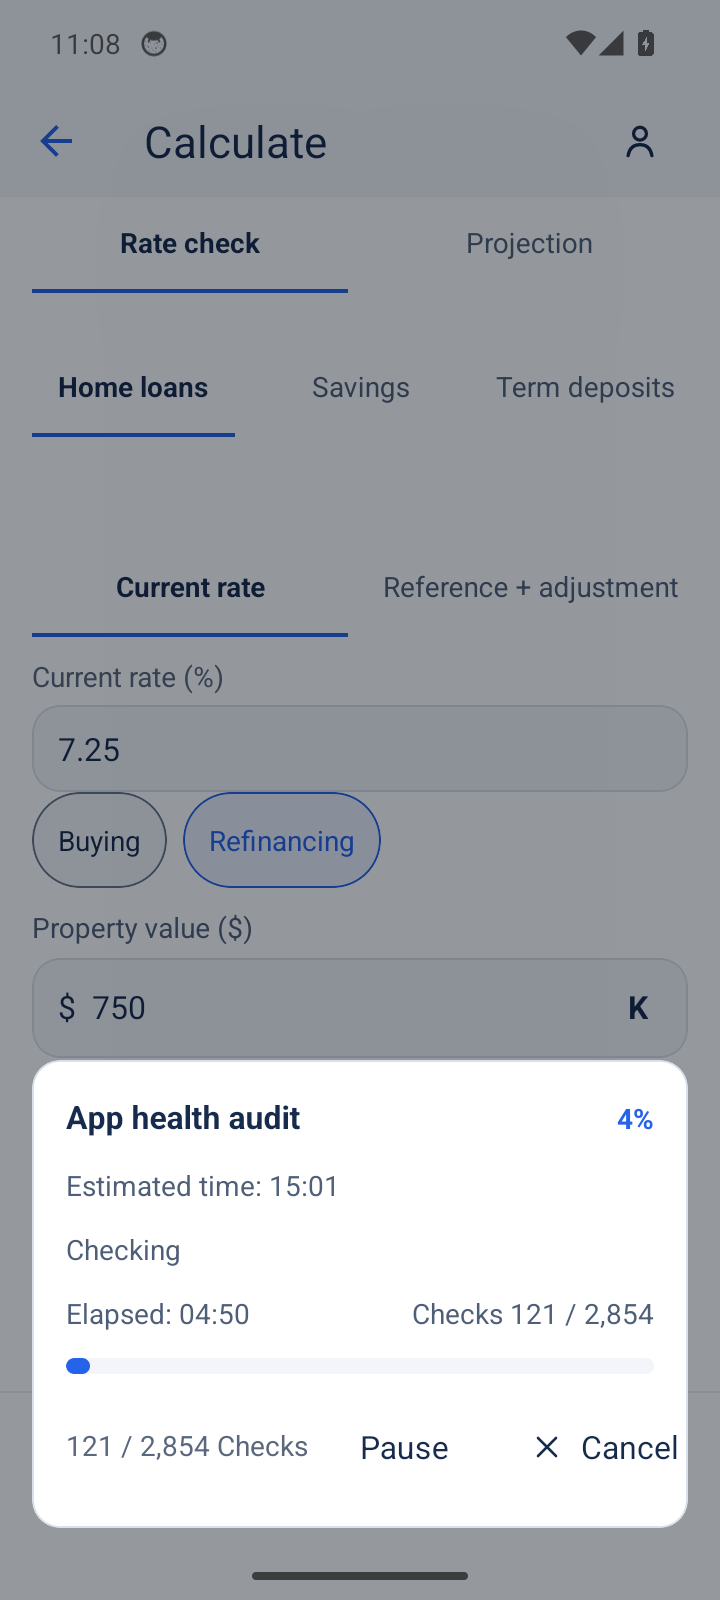 11:08
Calculate
Rate check Projection
Home loans Savings Term deposits
Current rate Reference + adjustment
Current rate (%)
7.25
Buying Refinancing
Property value ($)
$ 750 K
App health audit 4%
Estimated time: 15:01
Checking
Elapsed: 04:50 Checks 121 / 2,854
121 / 2,854 Checks Pause Cancel